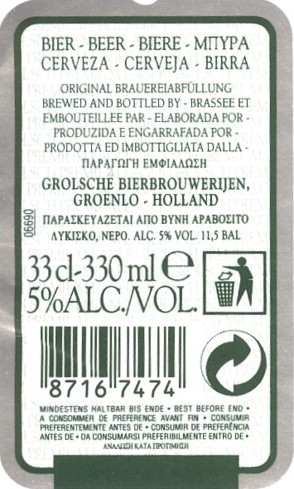 BIER - BEER - BIERE - ΜΠΥΡΑ
CERVEZA - CERVEJA - BIRRA
ORIGINAL BRAUEREIABFÜLLUNG
BREWED AND BOTTLED BY - BRASSEE ET
EMBOUTEILLEE PAR - ELABORADA POR -
PRODUZIDA E ENGARRAFADA POR -
PRODOTTA ED IMBOTTIGLIATA DALLA -
ΠΑΡΑΓΩΓΗ ΕΜΦΙΑΛΩΣΗ
GROLSCHE BIERBROUWERIJEN,
GROENLO - HOLLAND
ΠΑΡΑΣΚΕΥΑΖΕΤΑΙ ΑΠΟ ΒΥΝΗ ΑΡΑΒΟΣΙΤΟ
ΛΥΚΙΣΚΟ, ΝΕΡΟ. ALC. 5% VOL. 11,5 BAL
06690
33 cl-330 ml ℮
5%ALC./VOL.
8716 7474
MINDESTENS HALTBAR BIS ENDE • BEST BEFORE END •
A CONSOMMER DE PREFERENCE AVANT FIN • CONSUMIR
PREFERENTEMENTE ANTES DE • CONSUMIR DE PREFERÊNCIA
ANTES DE • DA CONSUMARSI PREFERIBILMENTE ENTRO DE •
ΑΝΑΛΩΣΗ ΚΑΤΑ ΠΡΟΤΙΜΗΣΗ